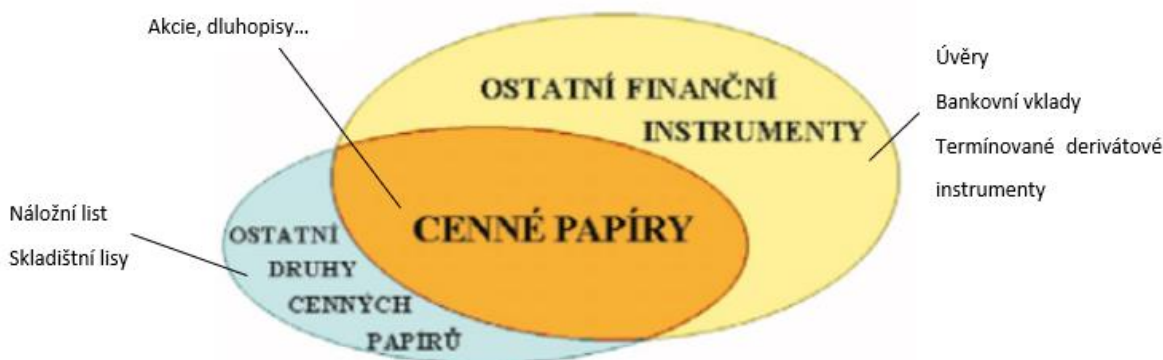 Akcie, dluhopisy...
OSTATNÍ FINANČNÍ
INSTRUMENTY
Úvěry
Bankovní vklady
Termínované derivátové
instrumenty
CENNÉ PAPÍRY
Náložní list
Skladištní lisy
OSTATNÍ
DRUHY
CENNÝCH
PAPÍRŮ